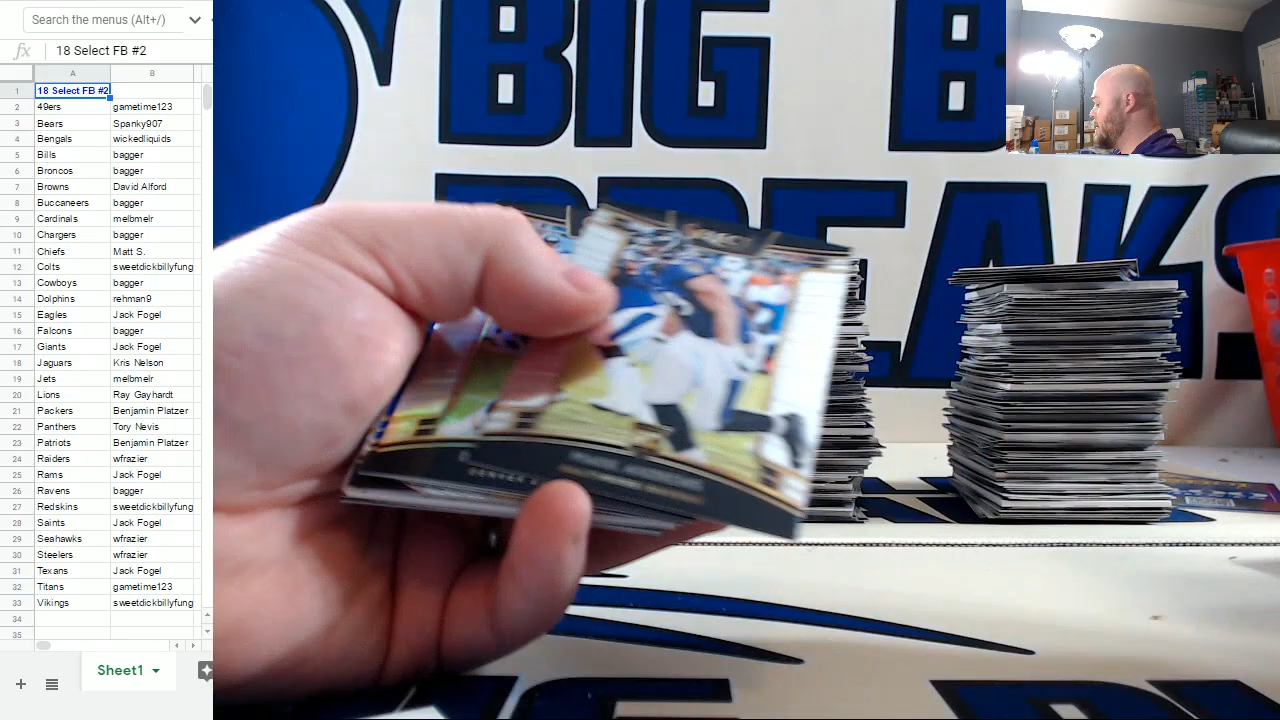 Search the menus (Alt+/)
fx 18 Select FB #2
A B
1 18 Select FB #2
2 49ers gametime123
3 Bears Spanky907
4 Bengals wickedliquids
5 Bills bagger
6 Broncos bagger
7 Browns David Alford
8 Buccaneers bagger
9 Cardinals melbmelr
10 Chargers bagger
11 Chiefs Matt S.
12 Colts sweetdickbillyfung
13 Cowboys bagger
14 Dolphins rehman9
15 Eagles Jack Fogel
16 Falcons bagger
17 Giants Jack Fogel
18 Jaguars Kris Nelson
19 Jets melbmelr
20 Lions Ray Gayhardt
21 Packers Benjamin Platzer
22 Panthers Tory Nevis
23 Patriots Benjamin Platzer
24 Raiders wfrazier
25 Rams Jack Fogel
26 Ravens bagger
27 Redskins sweetdickbillyfung
28 Saints Jack Fogel
29 Seahawks wfrazier
30 Steelers wfrazier
31 Texans Jack Fogel
32 Titans gametime123
33 Vikings sweetdickbillyfung
34
35
Sheet1
BIG B
BREAKS